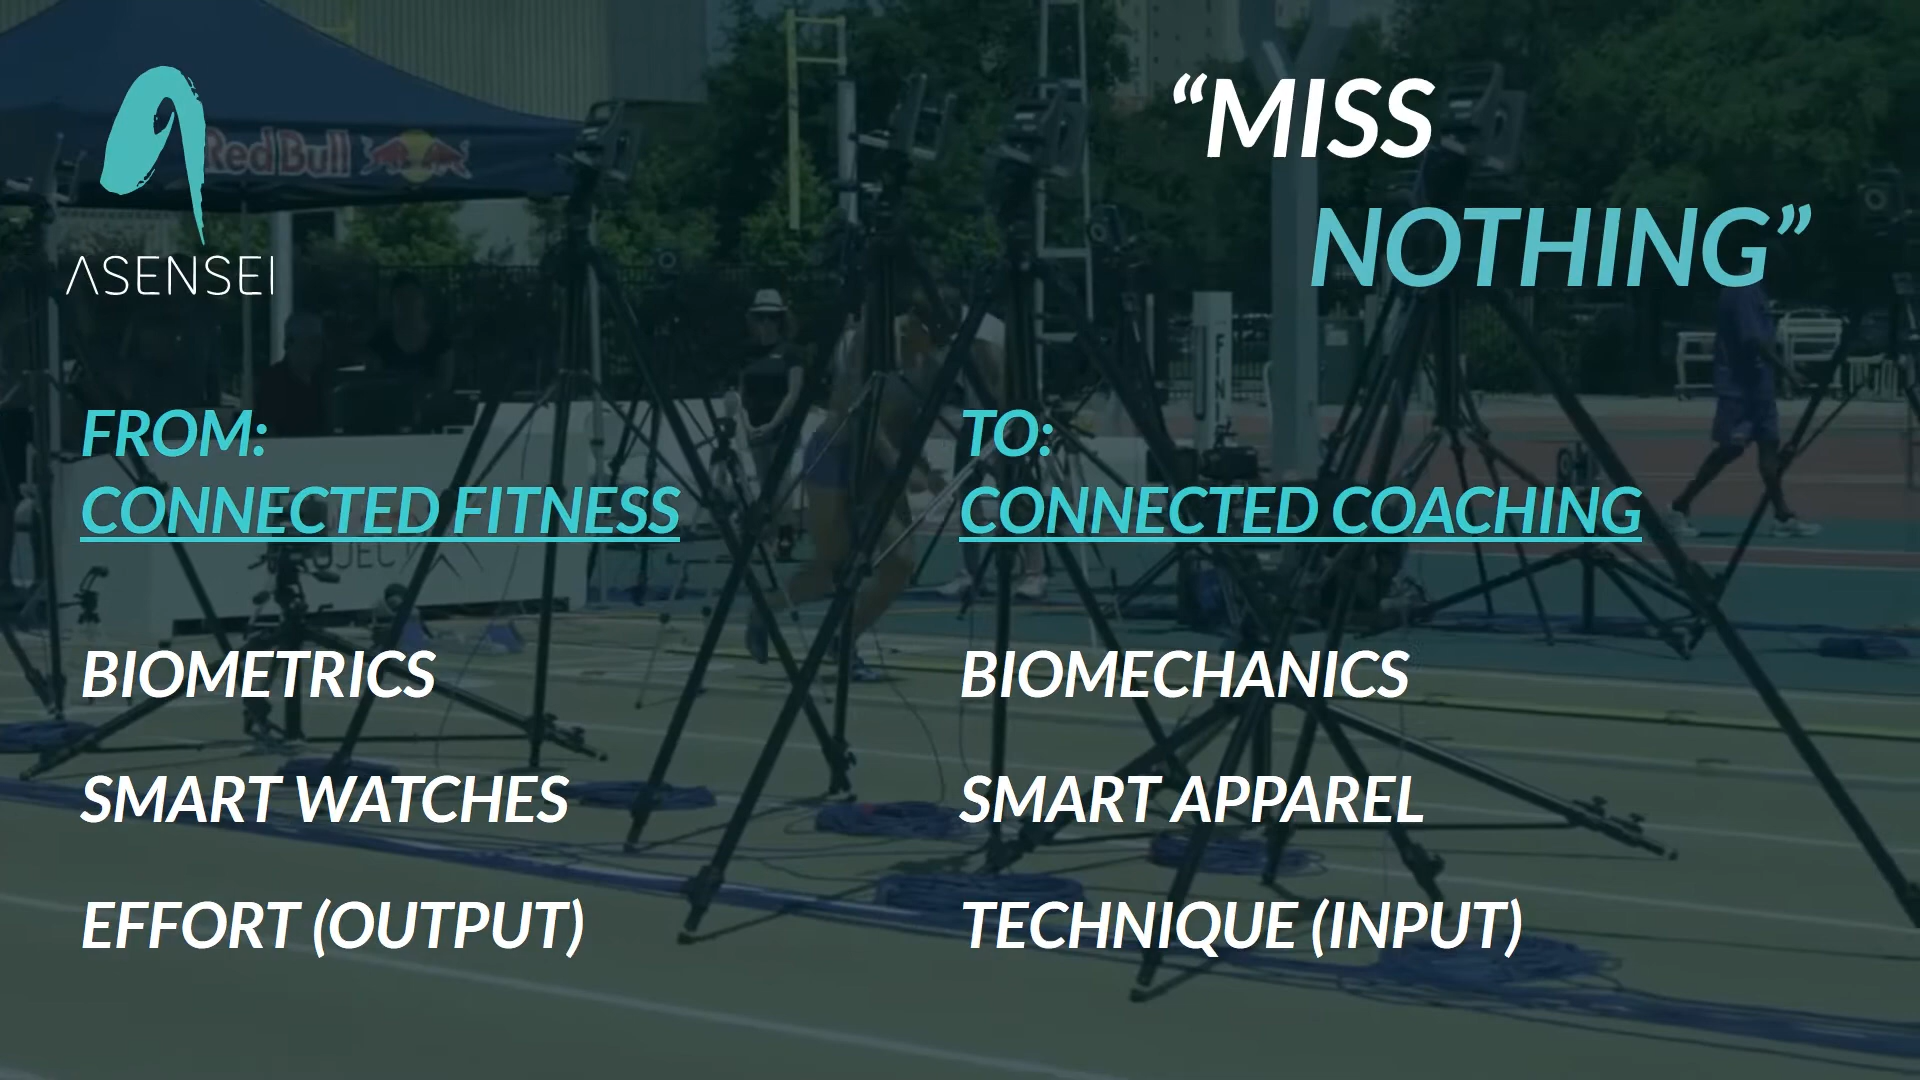 ASENSEI
Red Bull
"MISS
NOTHING"
FROM:
CONNECTED FITNESS
BIOMETRICS
SMART WATCHES
EFFORT (OUTPUT)
TO:
CONNECTED COACHING
BIOMECHANICS
SMART APPAREL
TECHNIQUE (INPUT)